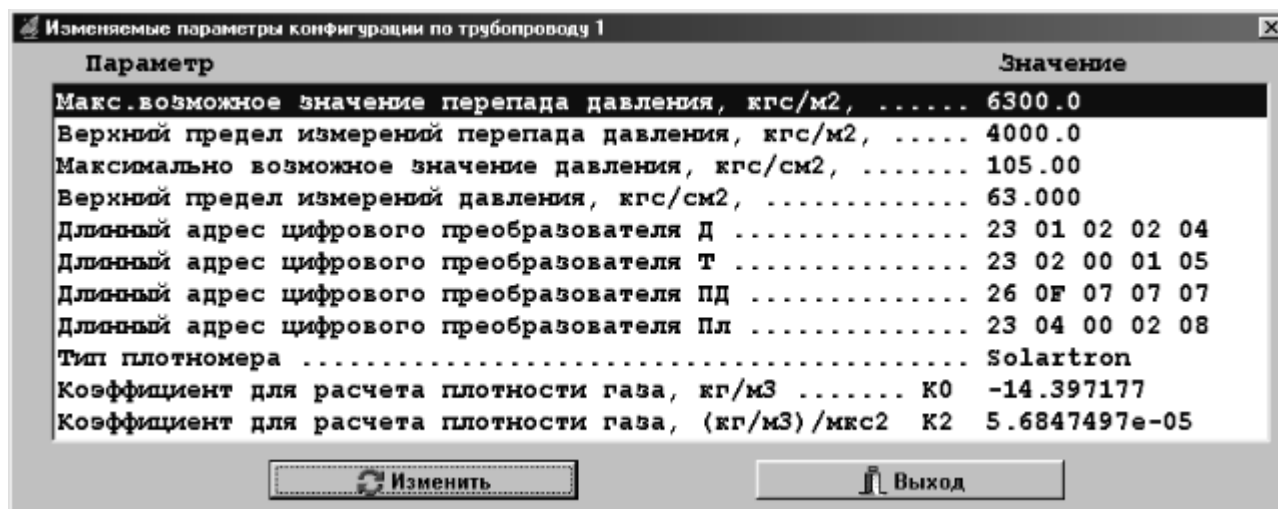 Изменяемые параметры конфигурации по трубопроводу 1
Параметр Значение
Макс.возможное значение перепада давления, кгс/м2, ...... 6300.0
Верхний предел измерений перепада давления, кгс/м2, ..... 4000.0
Максимально возможное значение давления, кгс/см2, ....... 105.00
Верхний предел измерений давления, кгс/см2, ............. 63.000
Длинный адрес цифрового преобразователя Д ............... 23 01 02 02 04
Длинный адрес цифрового преобразователя Т ............... 23 02 00 01 05
Длинный адрес цифрового преобразователя ПД .............. 26 0F 07 07 07
Длинный адрес цифрового преобразователя Пл .............. 23 04 00 02 08
Тип плотномера .......................................... Solartron
Коэффициент для расчета плотности газа, кг/м3 ....... К0 -14.397177
Коэффициент для расчета плотности газа, (кг/м3)/мкс2 К2 5.6847497e-05
Изменить Выход